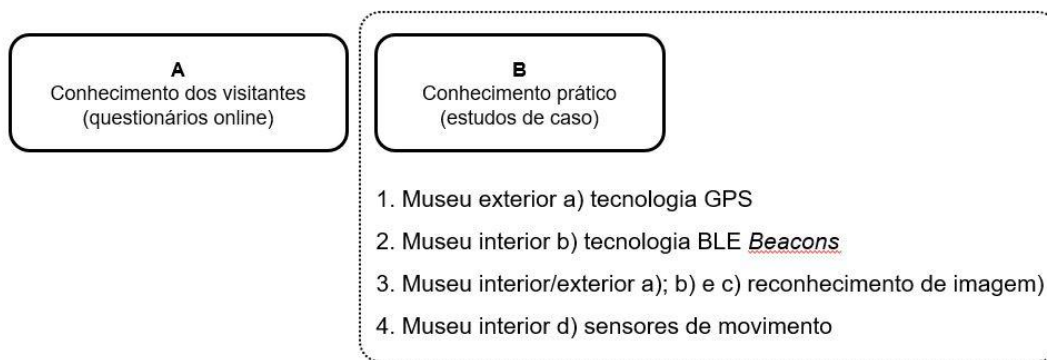 A
Conhecimento dos visitantes
(questionários online)
B
Conhecimento prático
(estudos de caso)
1. Museu exterior a) tecnologia GPS
2. Museu interior b) tecnologia BLE Beacons
3. Museu interior/exterior a); b) e c) reconhecimento de imagem)
4. Museu interior d) sensores de movimento